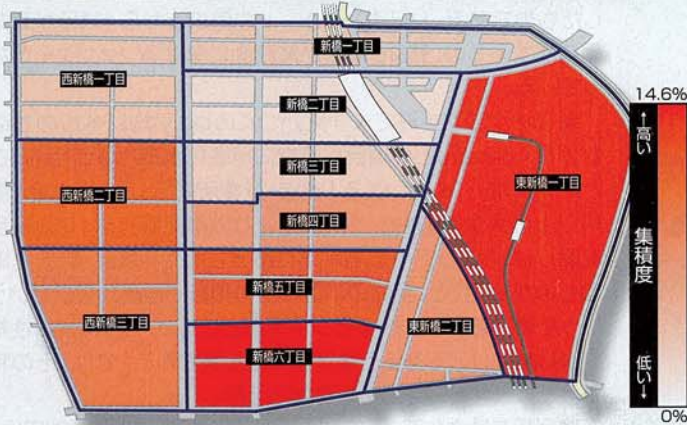 新橋一丁目
西新橋一丁目
新橋二丁目
新橋三丁目
東新橋一丁目
西新橋二丁目
新橋四丁目
新橋五丁目
西新橋三丁目
東新橋二丁目
新橋六丁目
14.6%
←高い
集積度
低い→
0%